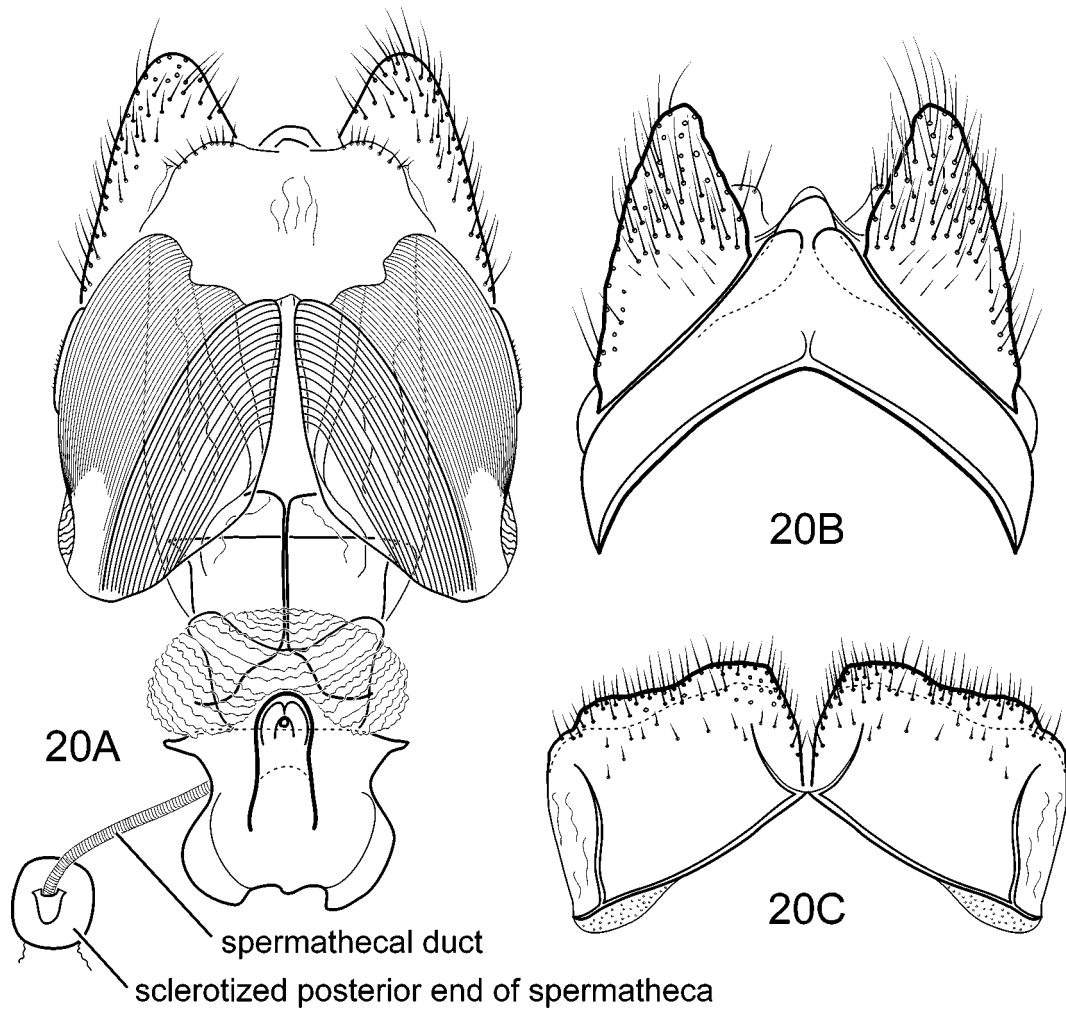 20A
20B
20C
spermathecal duct
sclerotized posterior end of spermatheca